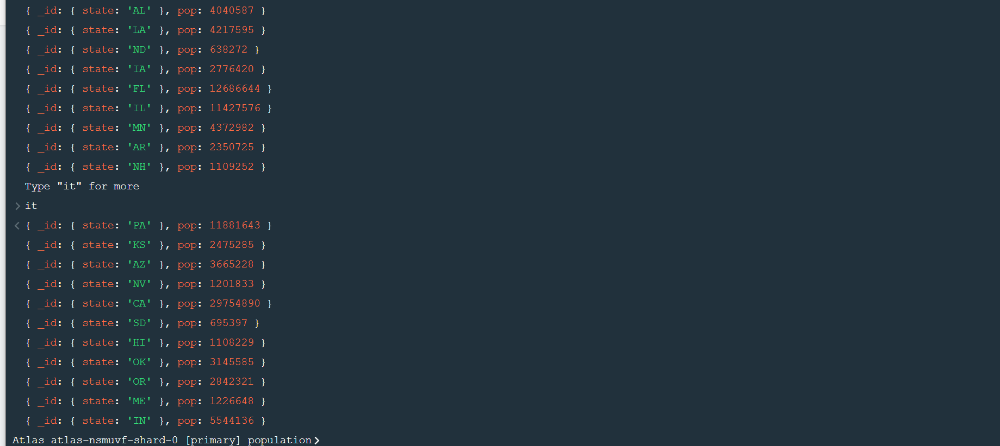 { _id: { state: 'AL' }, pop: 4040587 }
{ _id: { state: 'LA' }, pop: 4217595 }
{ _id: { state: 'ND' }, pop: 638272 }
{ _id: { state: 'IA' }, pop: 2776420 }
{ _id: { state: 'FL' }, pop: 12686644 }
{ _id: { state: 'IL' }, pop: 11427576 }
{ _id: { state: 'MN' }, pop: 4372982 }
{ _id: { state: 'AR' }, pop: 2350725 }
{ _id: { state: 'NH' }, pop: 1109252 }
Type "it" for more
> it
< { _id: { state: 'PA' }, pop: 11881643 }
{ _id: { state: 'KS' }, pop: 2475285 }
{ _id: { state: 'AZ' }, pop: 3665228 }
{ _id: { state: 'NV' }, pop: 1201833 }
{ _id: { state: 'CA' }, pop: 29754890 }
{ _id: { state: 'SD' }, pop: 695397 }
{ _id: { state: 'HI' }, pop: 1108229 }
{ _id: { state: 'OK' }, pop: 3145585 }
{ _id: { state: 'OR' }, pop: 2842321 }
{ _id: { state: 'ME' }, pop: 1226648 }
{ _id: { state: 'IN' }, pop: 5544136 }
Atlas atlas-nsmuvf-shard-0 [primary] population>